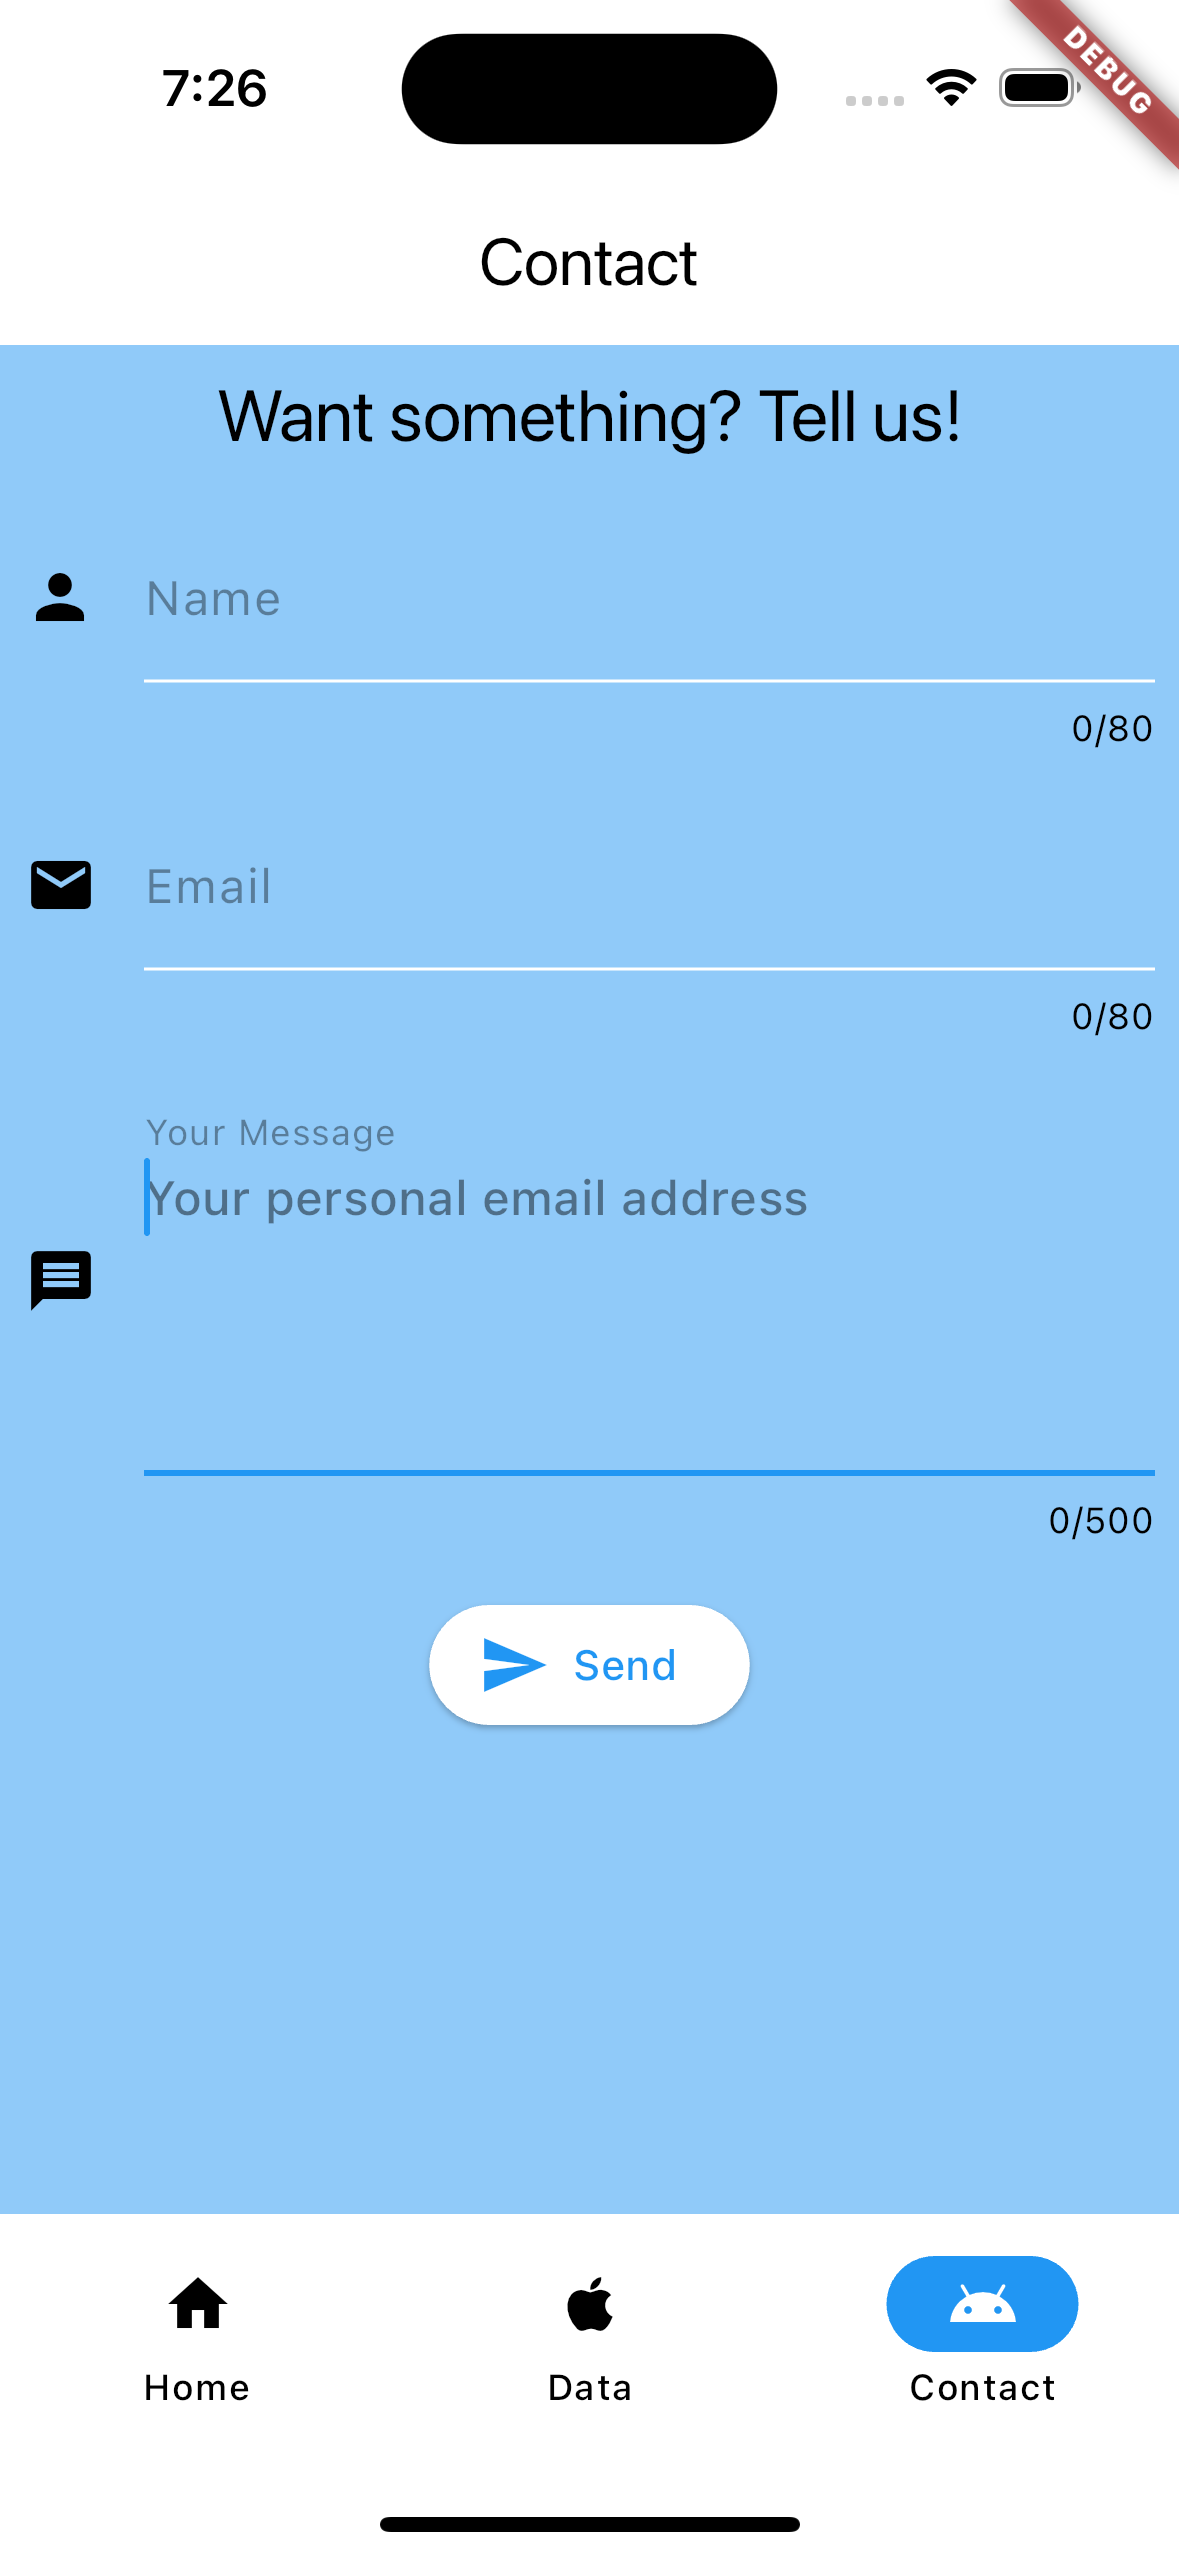 7:26
DEBUG
Contact
Want something? Tell us!
Name
0/80
Email
0/80
Your Message
Your personal email address
0/500
Send
Home
Data
Contact